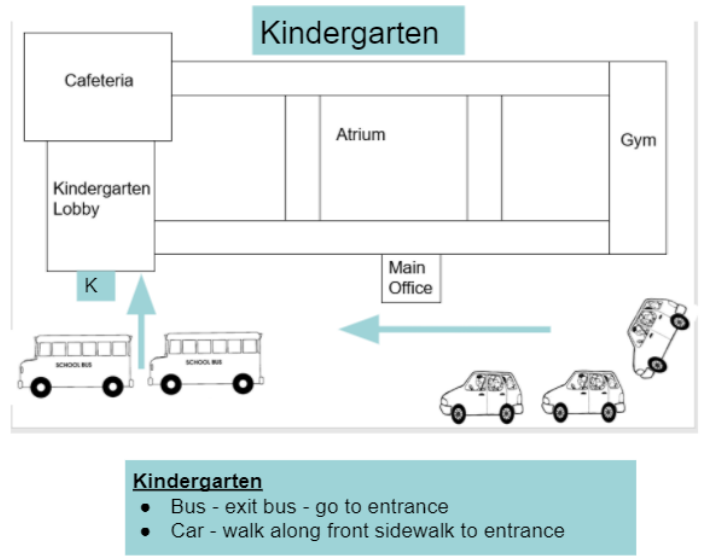 Kindergarten
Cafeteria
Atrium
Gym
Kindergarten
Lobby
Main
Office
K
SCHOOL BUS
SCHOOL BUS
Kindergarten
● Bus - exit bus - go to entrance
● Car - walk along front sidewalk to entrance